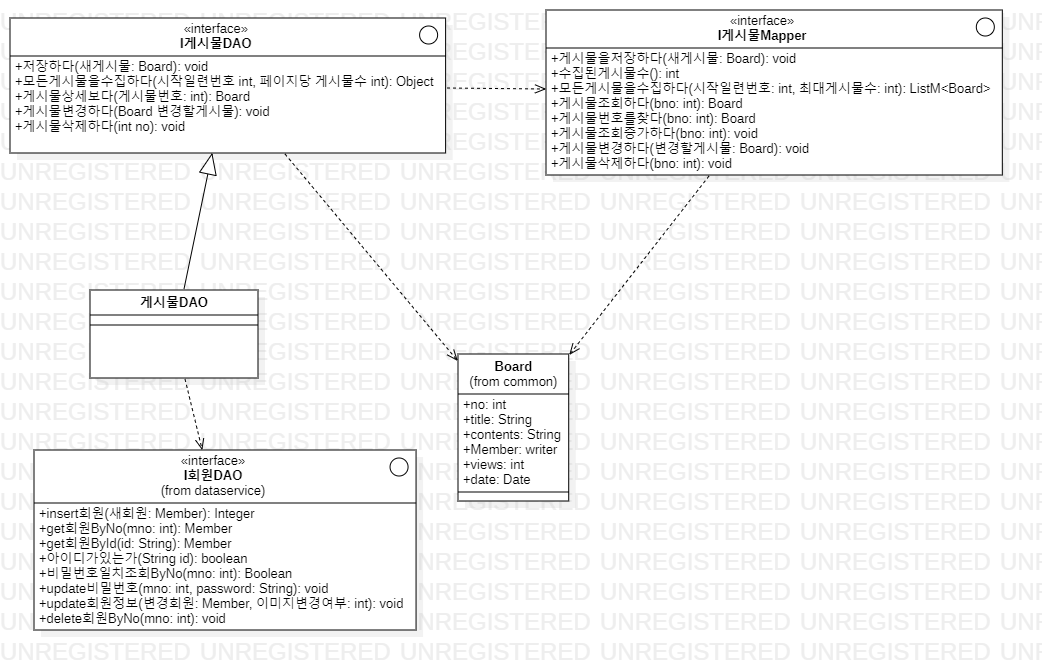 «interface»
I게시물DAO
+저장하다(새게시물: Board): void
+모든게시물을수집하다(시작일련번호 int, 페이지당 게시물수 int): Object
+게시물상세보다(게시물번호: int): Board
+게시물변경하다(Board 변경할게시물): void
+게시물삭제하다(int no): void
«interface»
I게시물Mapper
+게시물을저장하다(새게시물: Board): void
+수집된게시물수(): int
+모든게시물을수집하다(시작일련번호: int, 최대게시물수: int): ListM<Board>
+게시물조회하다(bno: int): Board
+게시물번호를찾다(bno: int): Board
+게시물조회증가하다(bno: int): void
+게시물변경하다(변경할게시물: Board): void
+게시물삭제하다(bno: int): void
게시물DAO
Board
(from common)
+no: int
+title: String
+contents: String
+Member: writer
+views: int
+date: Date
«interface»
I회원DAO
(from dataservice)
+insert회원(새회원: Member): Integer
+get회원ByNo(mno: int): Member
+get회원ById(id: String): Member
+아이디가있는가(String id): boolean
+비밀번호일치조회ByNo(mno: int): Boolean
+update비밀번호(mno: int, password: String): void
+update회원정보(변경회원: Member, 이미지변경여부: int): void
+delete회원ByNo(mno: int): void
UNREGISTERED